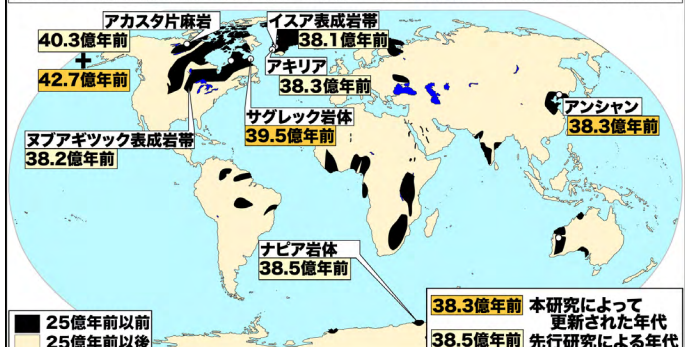 アカスタ片麻岩
40.3億年前
+
42.7億年前
イスア表成岩帯
38.1億年前
アキリア
38.3億年前
サグレック岩体
39.5億年前
ヌブアギツック表成岩帯
38.2億年前
アンシャン
38.3億年前
ナピア岩体
38.5億年前
25億年前以前
25億年前以後
38.3億年前 本研究によって
更新された年代
38.5億年前 先行研究による年代